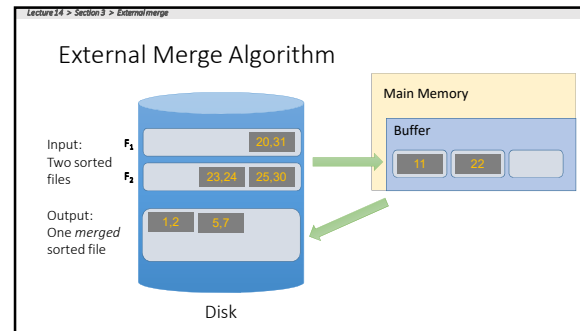 Lecture 14 > Section 3 > External merge
External Merge Algorithm
Main Memory
Buffer
11 22
Input:
Two sorted
files
F1 20,31
F2 23,24 25,30
Output:
One merged
sorted file
1,2 5,7
Disk